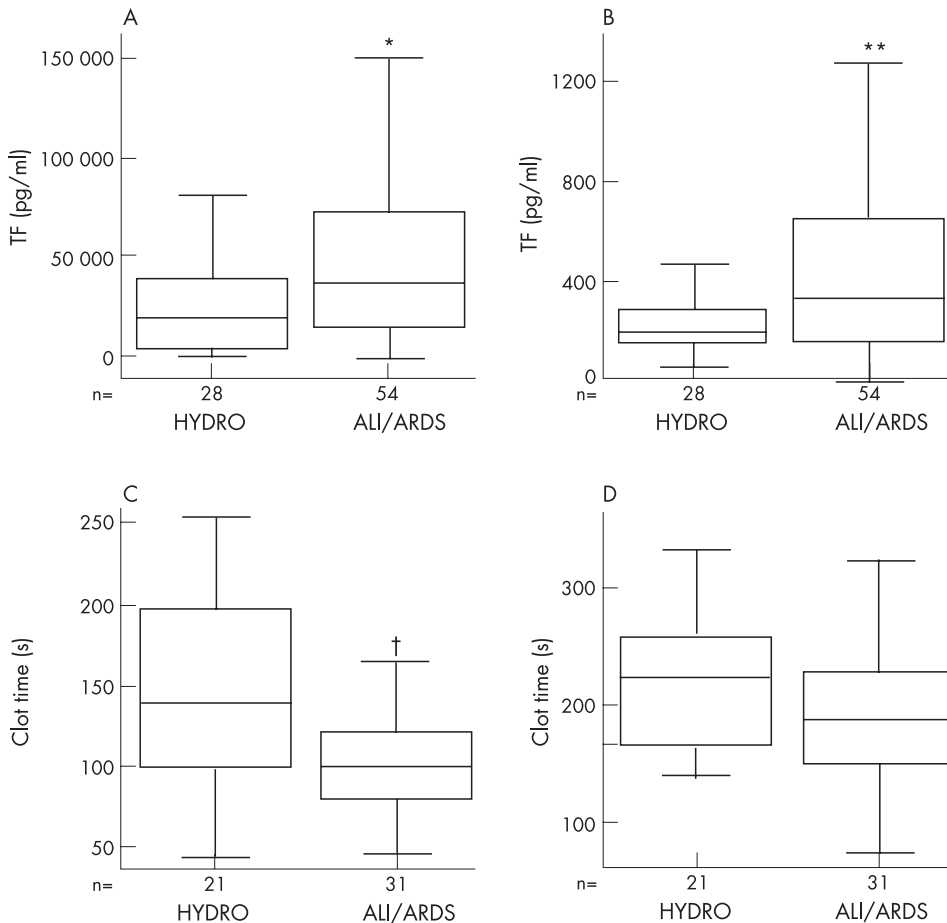 A
TF (pg/ml)
150 000
100 000
50 000
0
*
n= 28 54
HYDRO ALI/ARDS
B
TF (pg/ml)
1200
800
400
0
**
n= 28 54
HYDRO ALI/ARDS
C
Clot time (s)
250
200
150
100
50
†
n= 21 31
HYDRO ALI/ARDS
D
Clot time (s)
300
200
100
n= 21 31
HYDRO ALI/ARDS